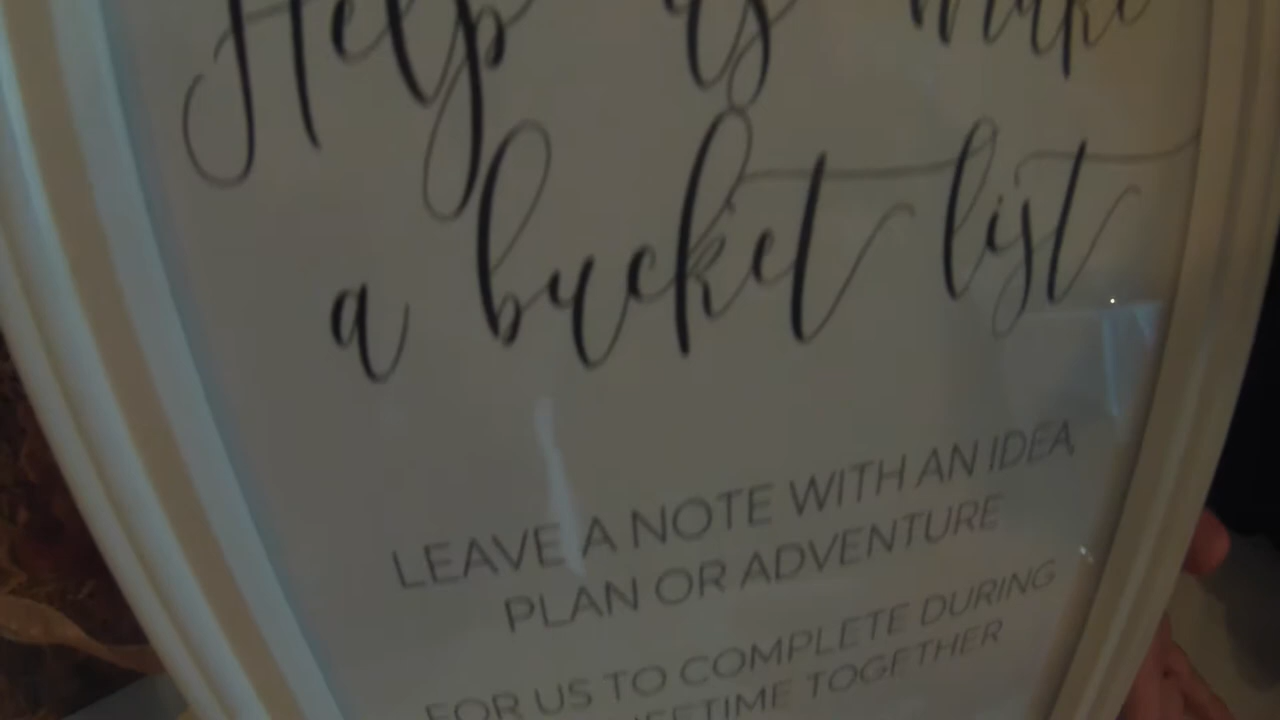 Help us make
a bucket list
LEAVE A NOTE WITH AN IDEA,
PLAN OR ADVENTURE
FOR US TO COMPLETE DURING
LIFETIME TOGETHER